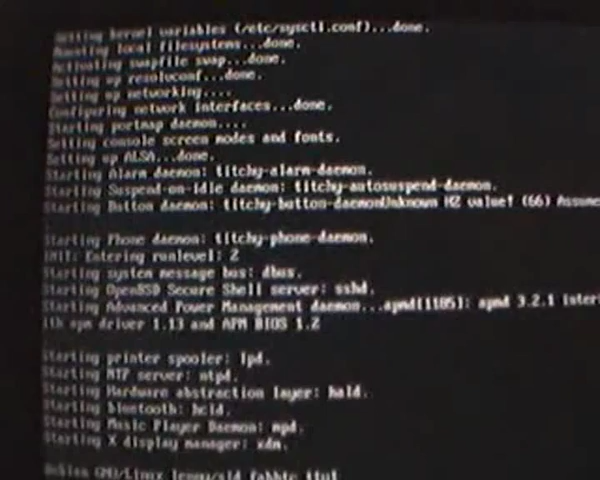 Setting kernel variables (/etc/sysctl.conf)...done.
Mounting local filesystems...done.
Activating swapfile swap...done.
Setting up resolvconf...done.
Setting up networking....
Configuring network interfaces...done.
Starting portmap daemon....
Setting console screen modes and fonts.
Setting up ALSA...done.
Starting Alarm daemon: titchy-alarm-daemon.
Starting Suspend-on-idle daemon: titchy-autosuspend-daemon.
Starting Button daemon: titchy-button-daemonUnknown HZ value! (66) Assume
.
Starting Phone daemon: titchy-phone-daemon.
INIT: Entering runlevel: 2
Starting system message bus: dbus.
Starting OpenBSD Secure Shell server: sshd.
Starting Advanced Power Management daemon...apmd[1105]: apmd 3.2.1 inter
ith apm driver 1.13 and APM BIOS 1.2
Starting printer spooler: lpd.
Starting NTP server: ntpd.
Starting Hardware abstraction layer: hald.
Starting bluetooth: hcid.
Starting Music Player Daemon: mpd.
Starting X display manager: xdm.
Debian GNU/Linux lenny/sid